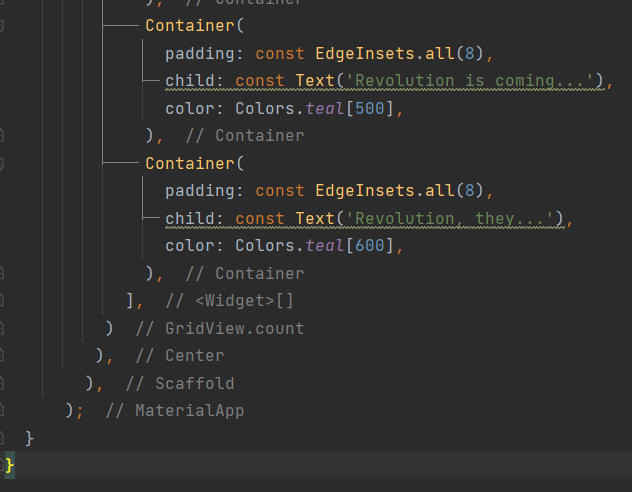 ),  // Container
Container(
padding: const EdgeInsets.all(8),
child: const Text('Revolution is coming...'),
color: Colors.teal[500],
),  // Container
Container(
padding: const EdgeInsets.all(8),
child: const Text('Revolution, they...'),
color: Colors.teal[600],
),  // Container
],  // <Widget>[]
)  // GridView.count
),  // Center
),  // Scaffold
);  // MaterialApp
}
}